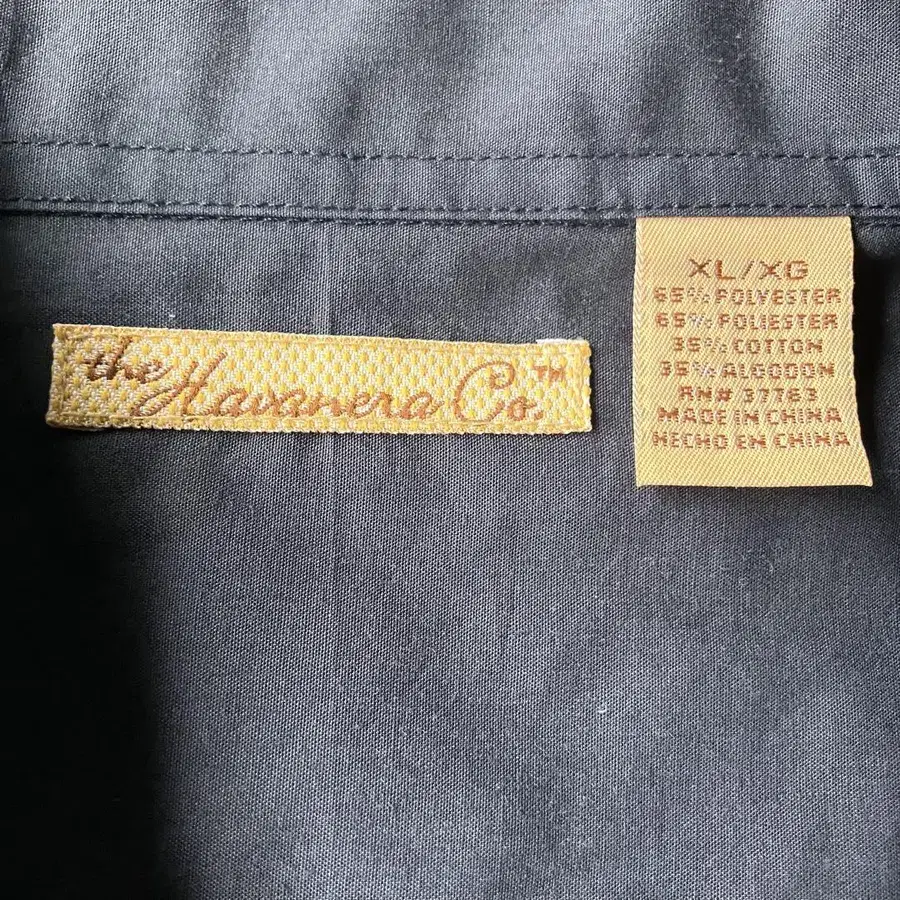 the Havanera Co.™
XL/XG
65% POLYESTER
65% POLIESTER
35% COTTON
35% ALGODON
RN# 37763
MADE IN CHINA
HECHO EN CHINA